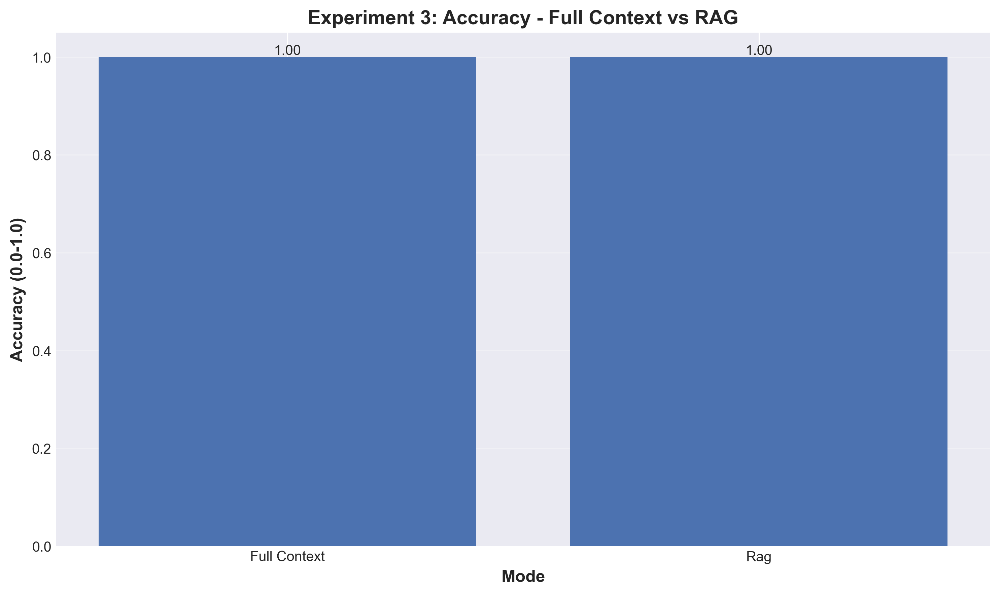 Experiment 3: Accuracy - Full Context vs RAG
1.00 1.00
1.0
0.8
0.6
0.4
0.2
0.0
Accuracy (0.0-1.0)
Full Context Rag
Mode